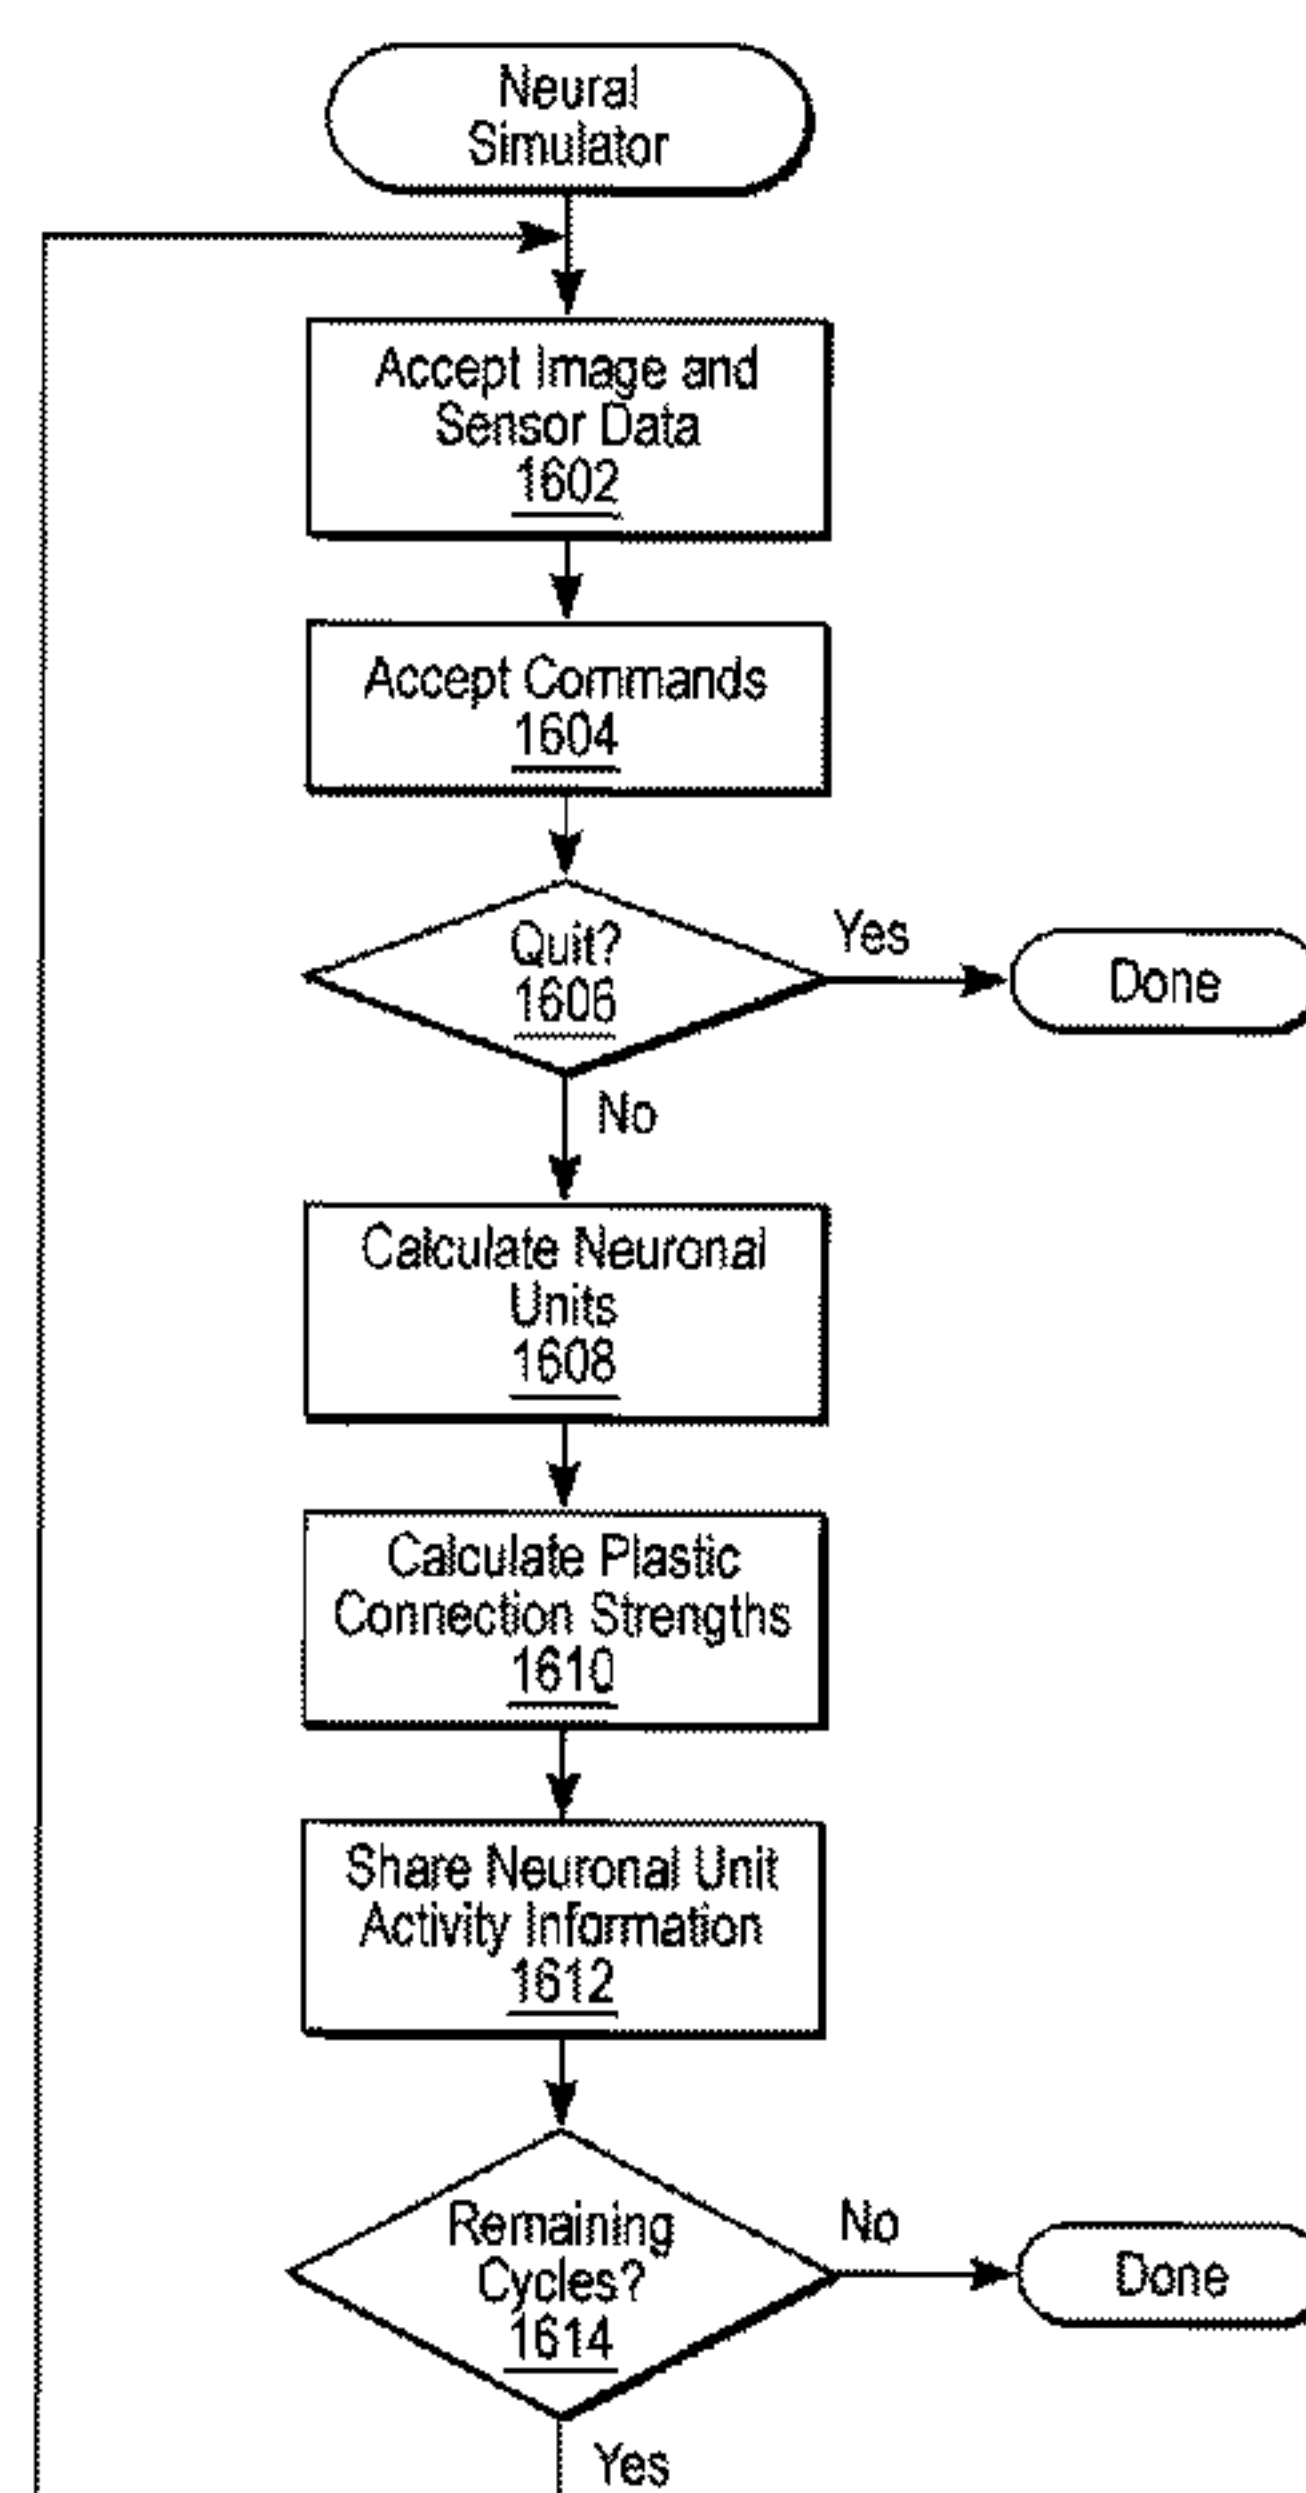 Neural
Simulator
Accept Image and
Sensor Data
1602
Accept Commands
1604
Quit?
1606
Yes
Done
No
Calculate Neuronal
Units
1608
Calculate Plastic
Connection Strengths
1610
Share Neuronal Unit
Activity Information
1612
Remaining
Cycles?
1614
No
Done
Yes